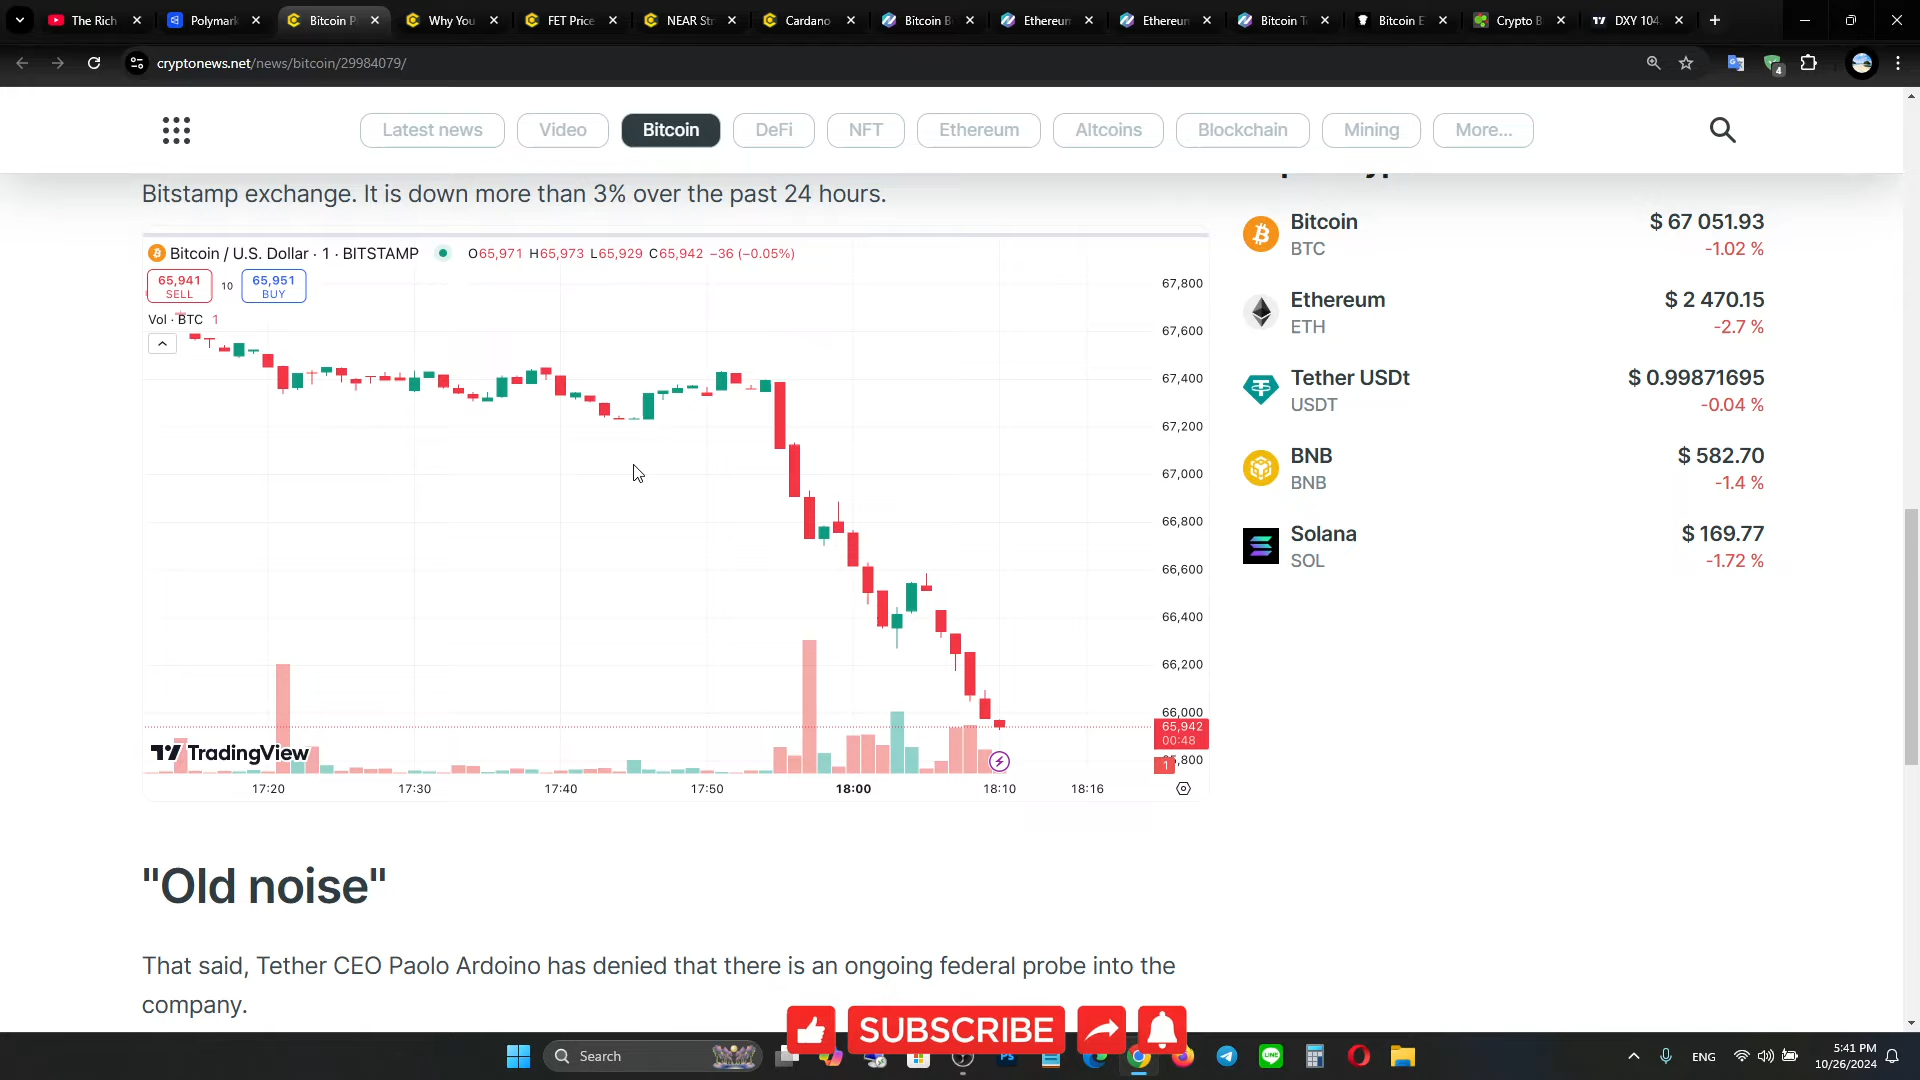 The Rich
Polymark
Bitcoin P
Why You
FET Price
NEAR St
Cardano
Bitcoin B
Ethereum
Ethereum
Bitcoin T
Bitcoin E
Crypto B
DXY 104.
cryptonews.net/news/bitcoin/29984079/
4
Latest news
Video
Bitcoin
DeFi
NFT
Ethereum
Altcoins
Blockchain
Mining
More...
Bitstamp exchange. It is down more than 3% over the past 24 hours.
Bitcoin / U.S. Dollar · 1 · BITSTAMP
O65,971 H65,973 L65,929 C65,942 −36 (−0.05%)
65,941
SELL
10
65,951
BUY
Vol · BTC 1
67,800
67,600
67,400
67,200
67,000
66,800
66,600
66,400
66,200
66,000
65,942
00:48
1
TradingView
17:20
17:30
17:40
17:50
18:00
18:10
18:16
Bitcoin
BTC
$ 67 051.93
-1.02 %
Ethereum
ETH
$ 2 470.15
-2.7 %
Tether USDt
USDT
$ 0.99871695
-0.04 %
BNB
BNB
$ 582.70
-1.4 %
Solana
SOL
$ 169.77
-1.72 %
"Old noise"
That said, Tether CEO Paolo Ardoino has denied that there is an ongoing federal probe into the
company.
SUBSCRIBE
Search
Ps
LINE
ENG
5:41 PM
10/26/2024